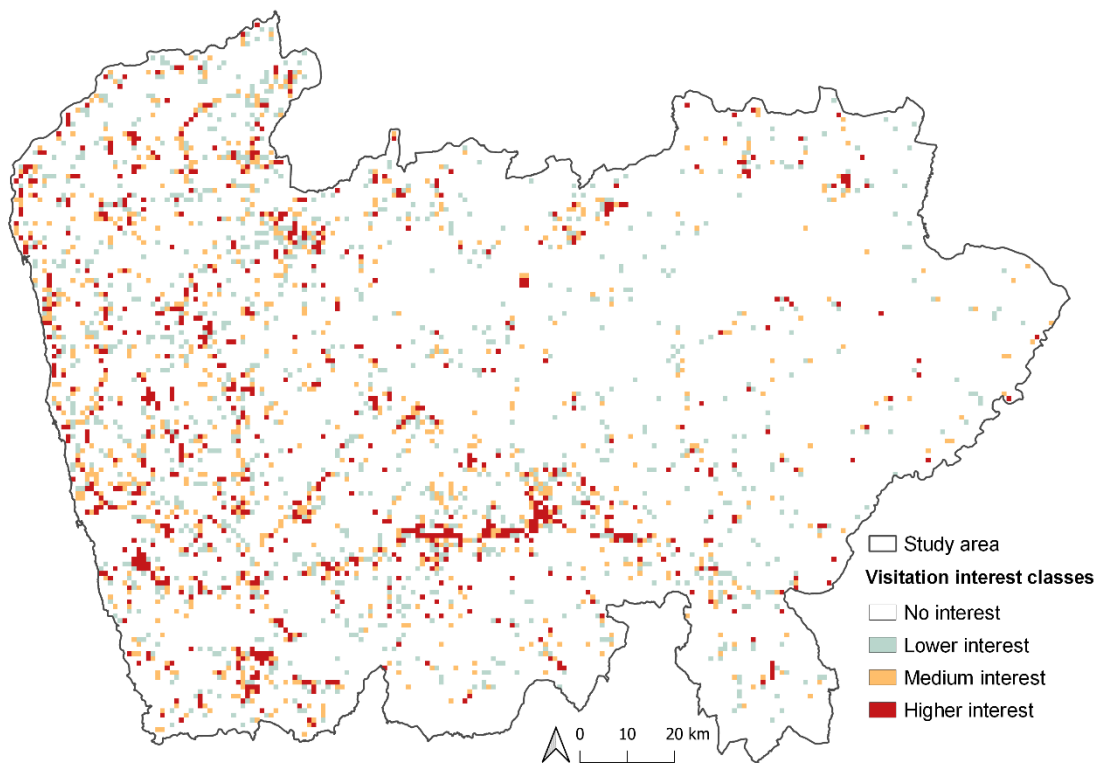 Study area
Visitation interest classes
No interest
Lower interest
Medium interest
Higher interest
0 10 20 km